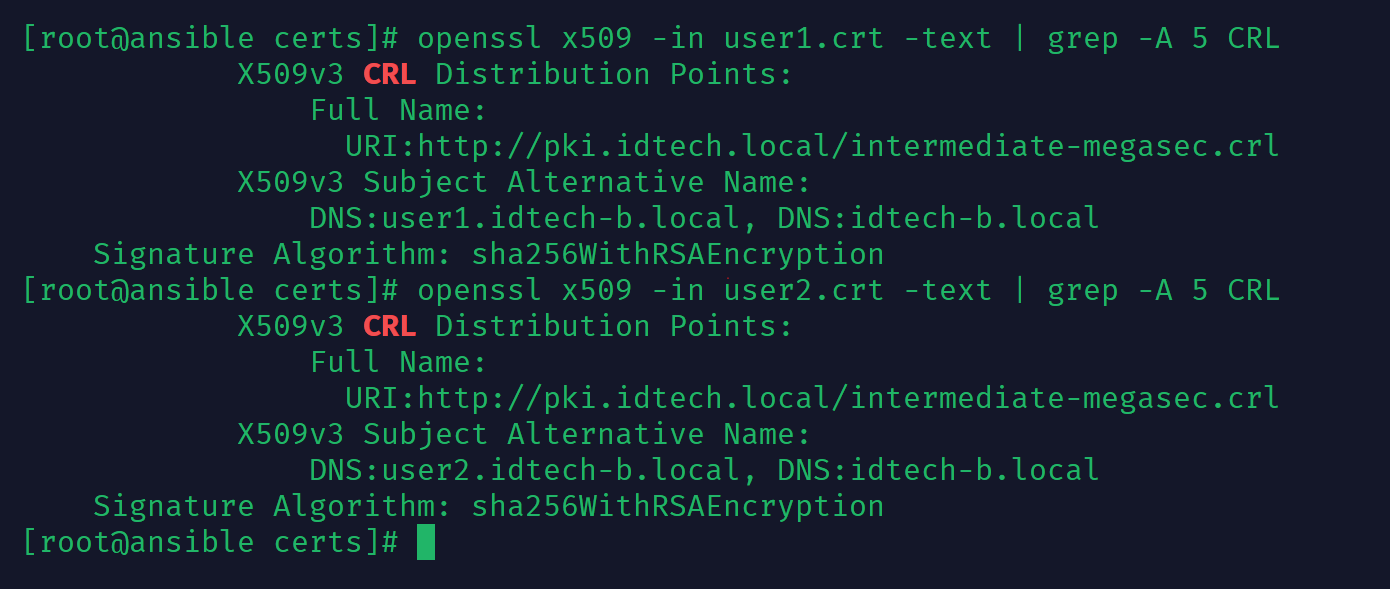 [root@ansible certs]# openssl x509 -in user1.crt -text | grep -A 5 CRL
X509v3 CRL Distribution Points:
Full Name:
URI:http://pki.idtech.local/intermediate-megasec.crl
X509v3 Subject Alternative Name:
DNS:user1.idtech-b.local, DNS:idtech-b.local
Signature Algorithm: sha256WithRSAEncryption
[root@ansible certs]# openssl x509 -in user2.crt -text | grep -A 5 CRL
X509v3 CRL Distribution Points:
Full Name:
URI:http://pki.idtech.local/intermediate-megasec.crl
X509v3 Subject Alternative Name:
DNS:user2.idtech-b.local, DNS:idtech-b.local
Signature Algorithm: sha256WithRSAEncryption
[root@ansible certs]#